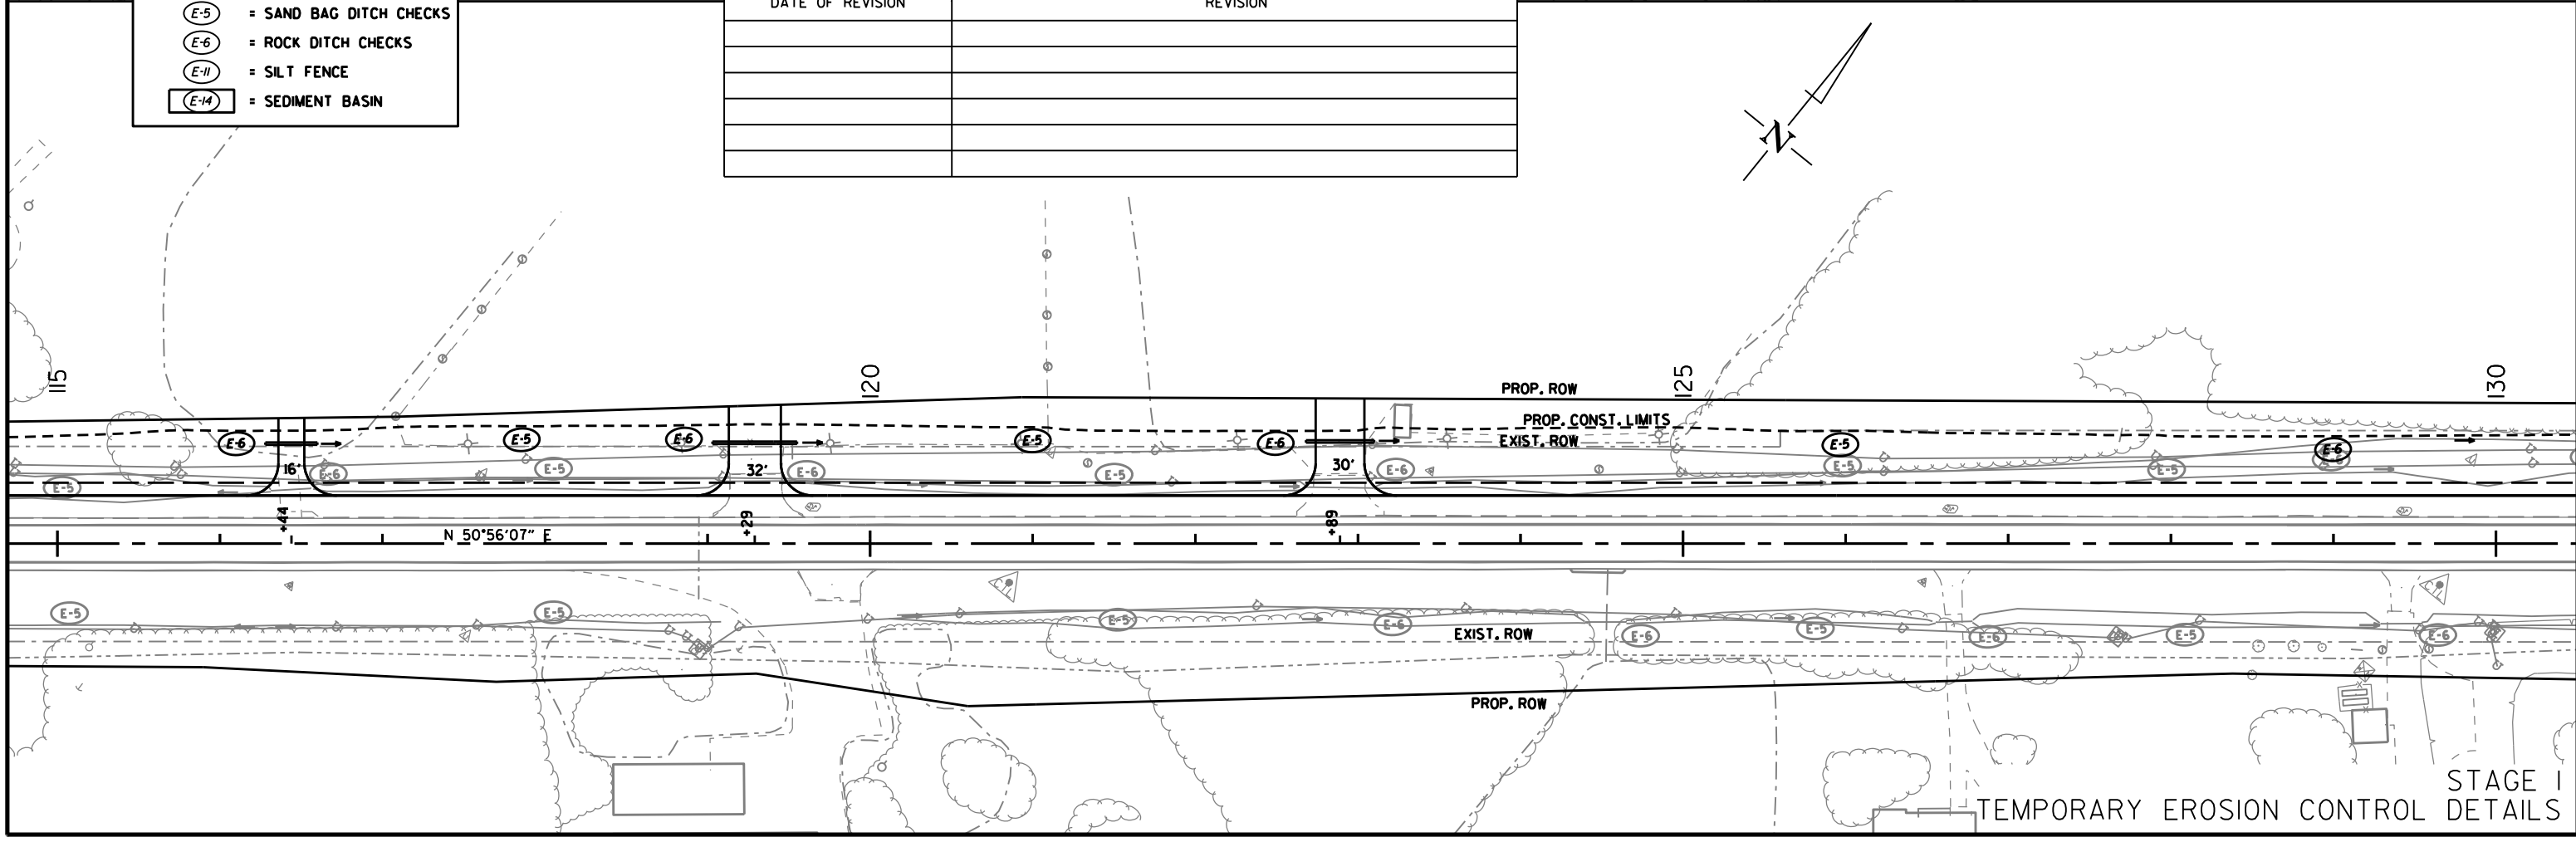 E-5 = SAND BAG DITCH CHECKS
E-6 = ROCK DITCH CHECKS
E-11 = SILT FENCE
E-14 = SEDIMENT BASIN
DATE OF REVISION REVISION
N
115 120 125 130
PROP. ROW
PROP. CONST. LIMITS
EXIST. ROW
E-6 E-5 E-6 E-5 E-6 E-5 E-6
16' 32' 30'
E-5 E-6 E-5 E-6 E-5 E-6 E-5 E-5 E-6
+44 +29 +89
N 50°56'07" E
E-5 E-5 E-5 E-6 E-6 E-5 E-6 E-5 E-6
EXIST. ROW
PROP. ROW
STAGE I
TEMPORARY EROSION CONTROL DETAILS